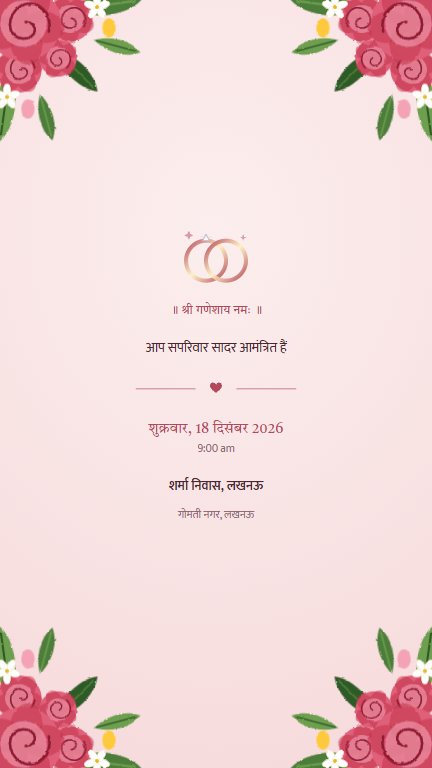 ॥ श्री गणेशाय नमः ॥
आप सपरिवार सादर आमंत्रित हैं
शुक्रवार, 18 दिसंबर 2026
9:00 am
शर्मा निवास, लखनऊ
गोमती नगर, लखनऊ